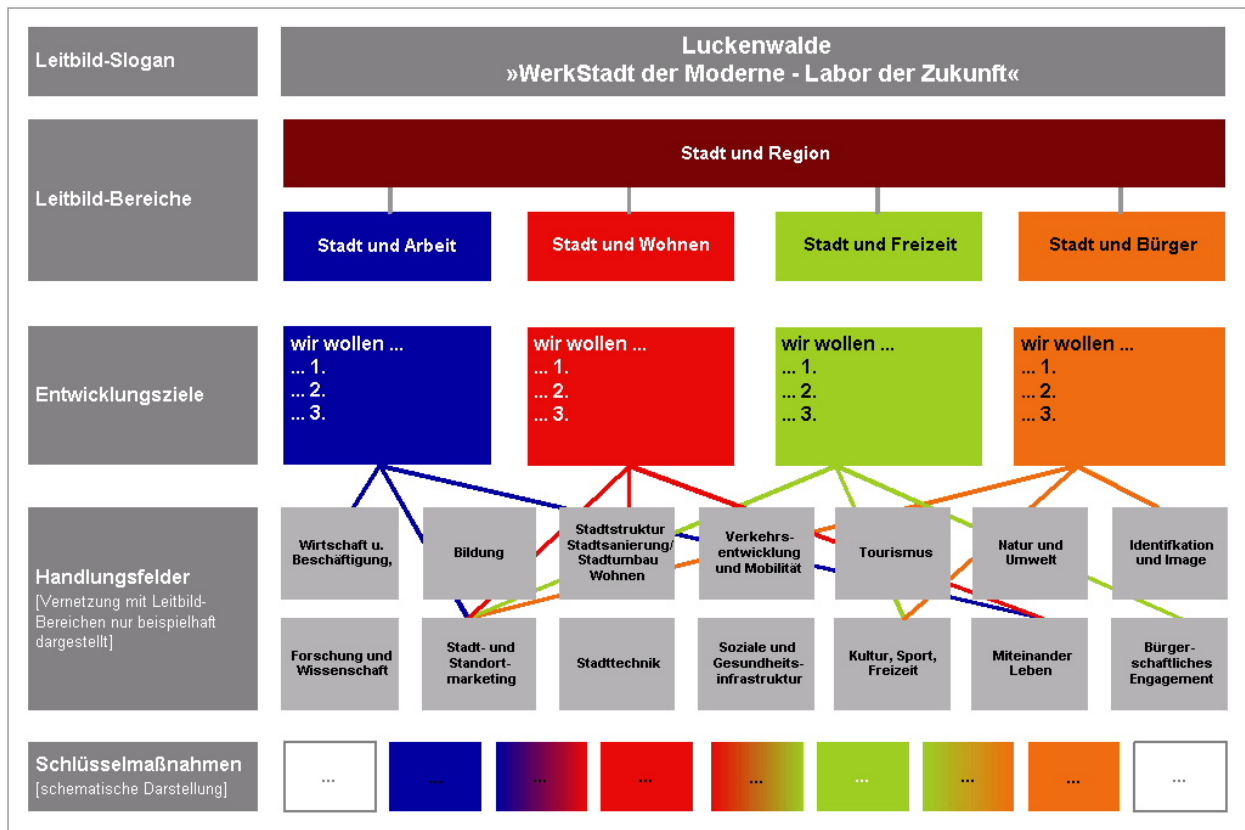 Leitbild-Slogan
Luckenwalde
»WerkStadt der Moderne - Labor der Zukunft«
Leitbild-Bereiche
Stadt und Region
Stadt und Arbeit
Stadt und Wohnen
Stadt und Freizeit
Stadt und Bürger
Entwicklungsziele
wir wollen ...
... 1.
... 2.
... 3.
wir wollen ...
... 1.
... 2.
... 3.
wir wollen ...
... 1.
... 2.
... 3.
wir wollen ...
... 1.
... 2.
... 3.
Handlungsfelder
[Vernetzung mit Leitbild-
Bereichen nur beispielhaft
dargestellt]
Wirtschaft u.
Beschäftigung,
Bildung
Stadtstruktur
Stadtsanierung/
Stadtumbau
Wohnen
Verkehrs-
entwicklung
und Mobilität
Tourismus
Natur und
Umwelt
Identifkation
und Image
Forschung und
Wissenschaft
Stadt- und
Standort-
marketing
Stadttechnik
Soziale und
Gesundheits-
infrastruktur
Kultur, Sport,
Freizeit
Miteinander
Leben
Bürger-
schaftliches
Engagement
Schlüsselmaßnahmen
[schematische Darstellung]
...
...
...
...
...
...
...
...
...